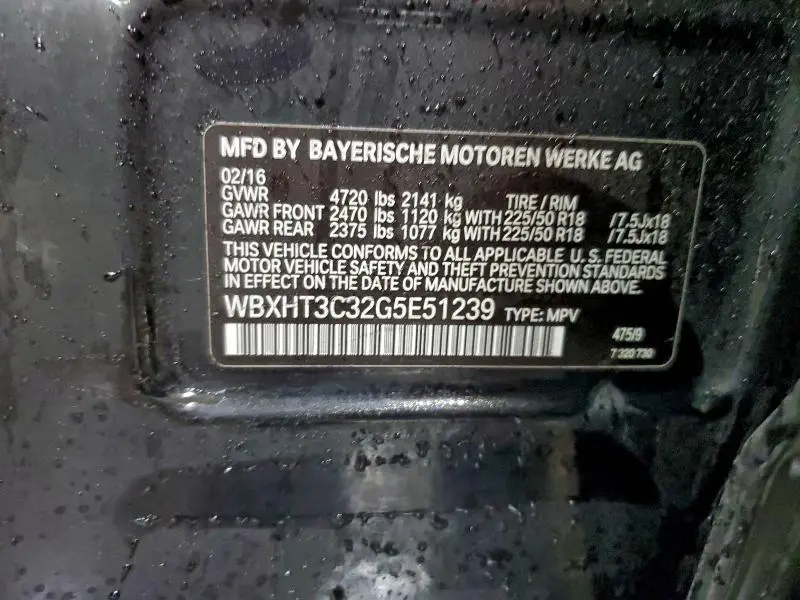 MFD BY BAYERISCHE MOTOREN WERKE AG
02/16
GVWR 4720 lbs 2141 kg TIRE / RIM
GAWR FRONT 2470 lbs 1120 kg WITH 225/50 R18 /7.5Jx18
GAWR REAR 2375 lbs 1077 kg WITH 225/50 R18 /7.5Jx18
THIS VEHICLE CONFORMS TO ALL APPLICABLE U. S. FEDERAL
MOTOR VEHICLE SAFETY AND THEFT PREVENTION STANDARDS
IN EFFECT ON THE DATE OF MANUFACTURE SHOWN ABOVE.
WBXHT3C32G5E51239 TYPE: MPV
475/9
7 320 730